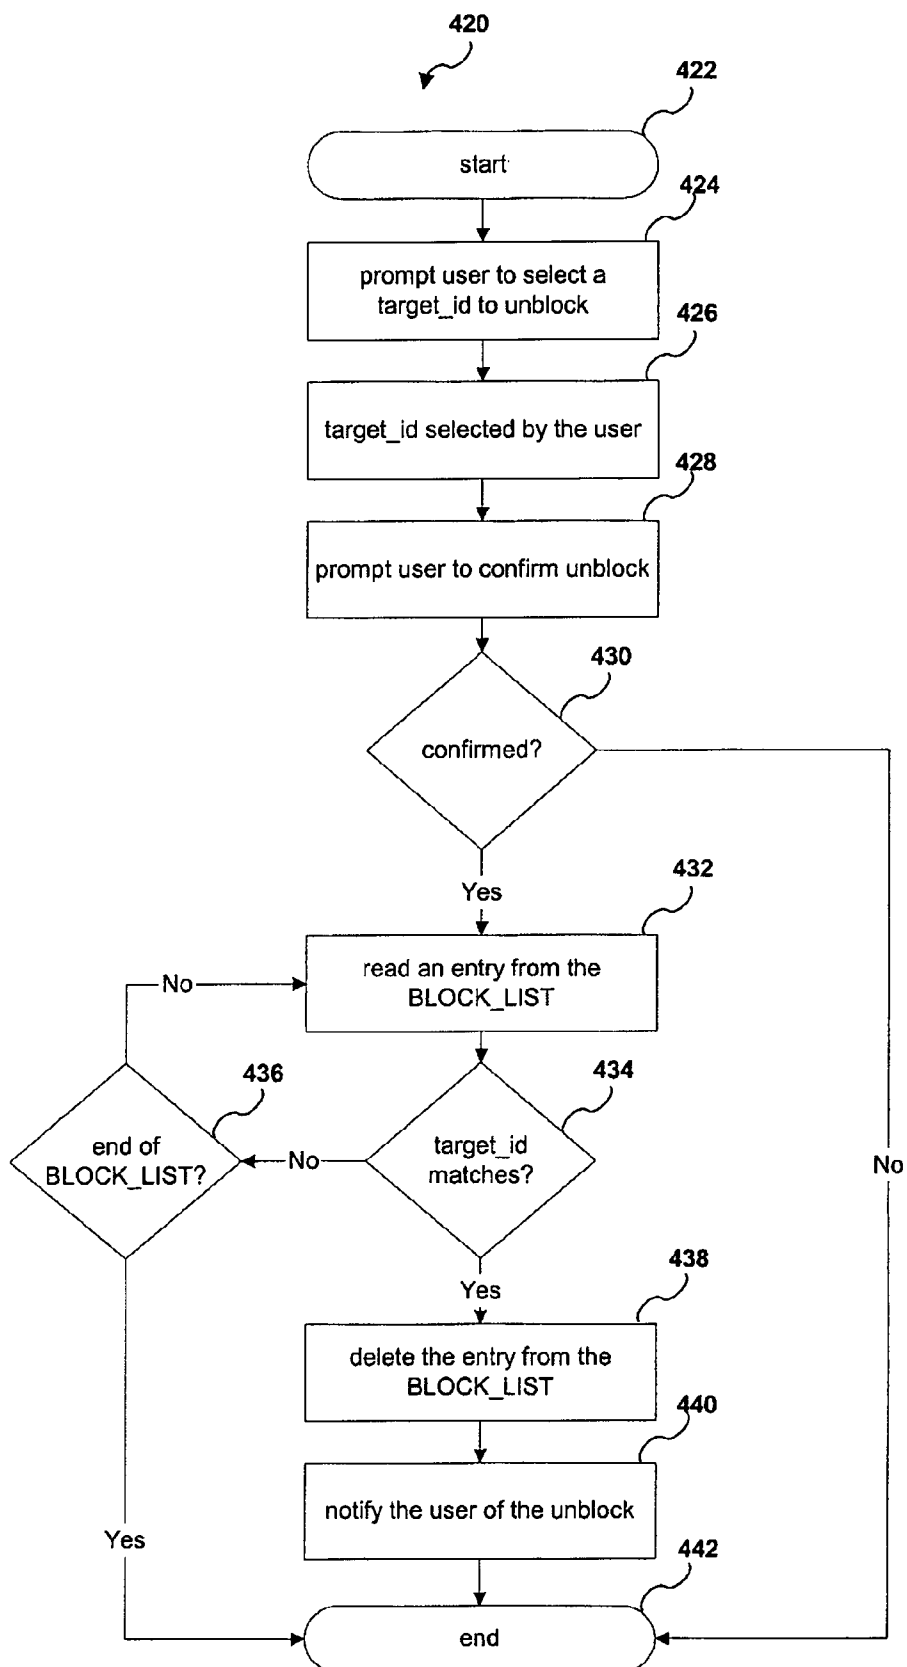 420
422
start
424
prompt user to select a
target_id to unblock
426
target_id selected by the user
428
prompt user to confirm unblock
430
confirmed?
Yes
432
read an entry from the
BLOCK_LIST
No
436
434
end of
BLOCK_LIST?
No
target_id
matches?
No
438
Yes
delete the entry from the
BLOCK_LIST
440
notify the user of the unblock
Yes
442
end